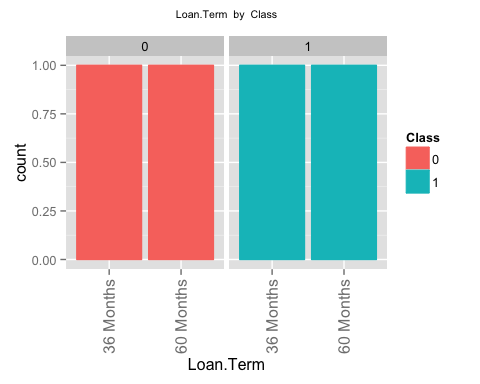 Loan.Term by Class
0 1
1.00
0.75
0.50
0.25
0.00
count
36 Months
60 Months
36 Months
60 Months
Loan.Term
Class
0
1